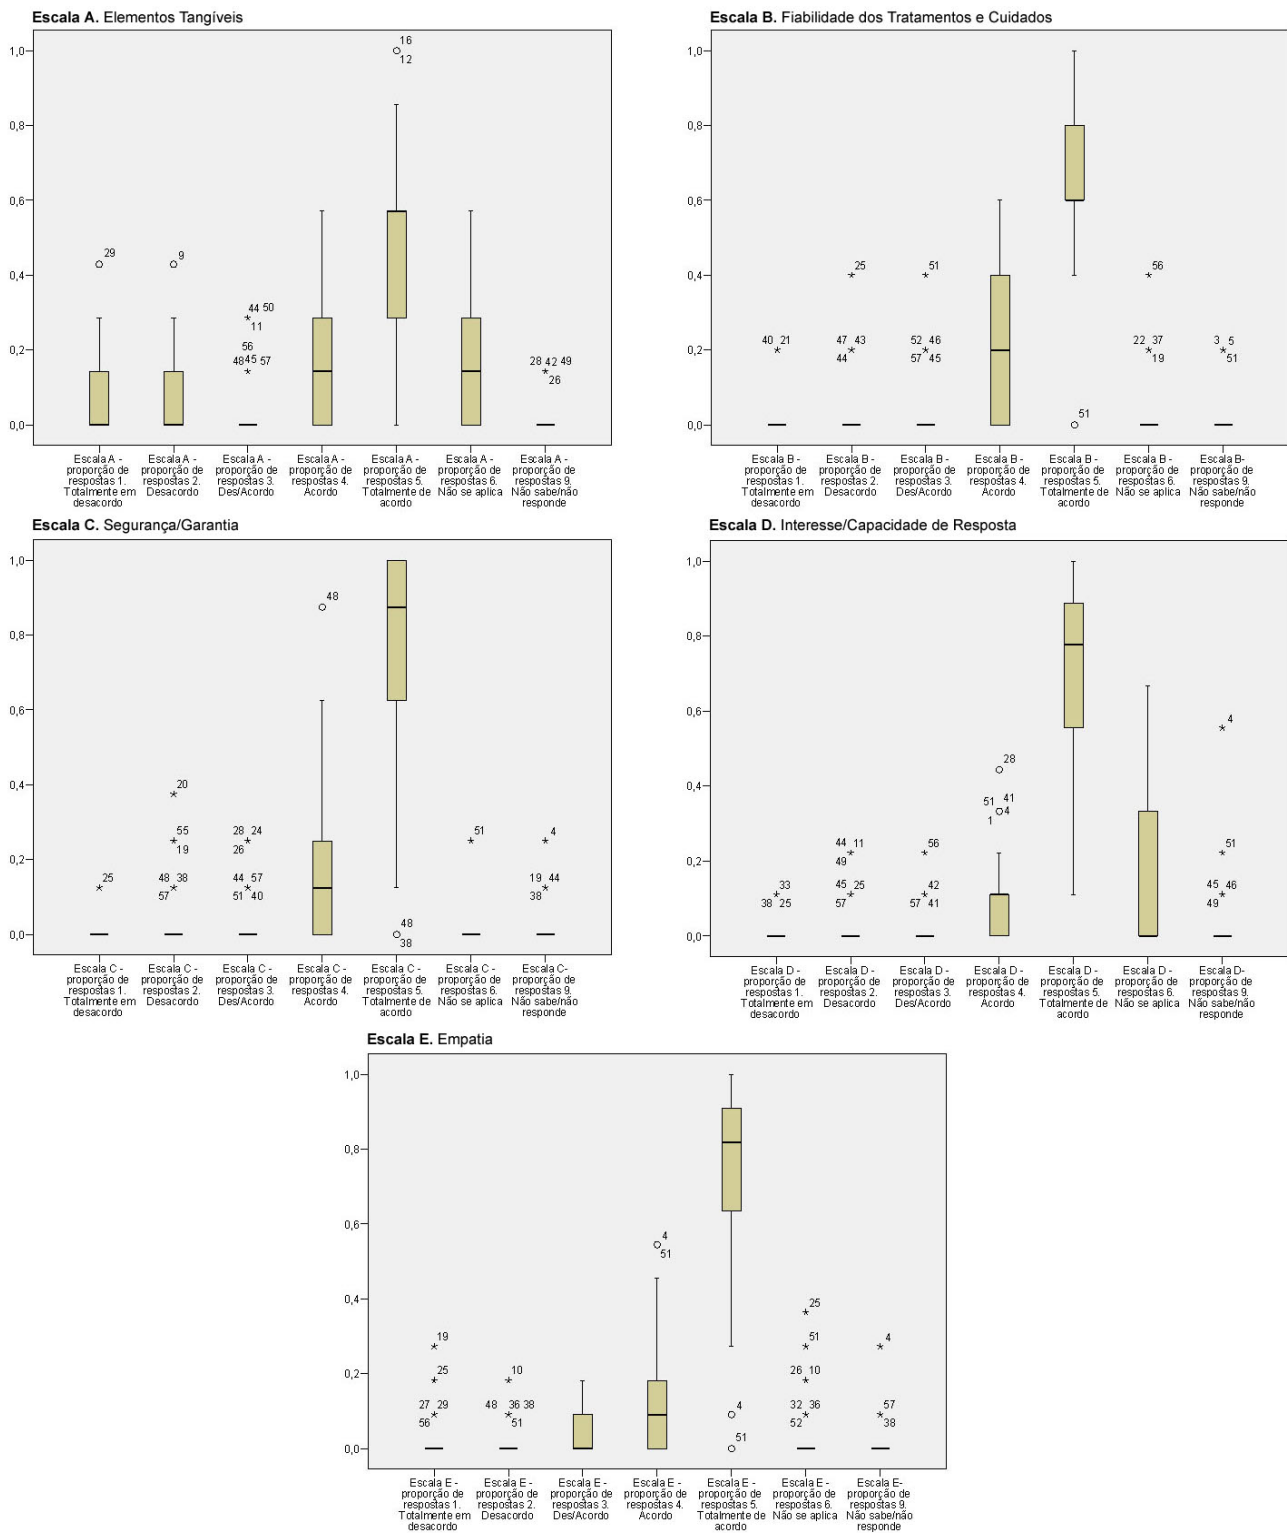 Escala A. Elementos Tangíveis
1,0
0,8
0,6
0,4
0,2
0,0
29
9
44 50
11
56
48 45 57
16
12
28 42 49
26
Escala A - proporção de respostas 1. Totalmente em desacordo
Escala A - proporção de respostas 2. Desacordo
Escala A - proporção de respostas 3. Des/Acordo
Escala A - proporção de respostas 4. Acordo
Escala A - proporção de respostas 5. Totalmente de acordo
Escala A - proporção de respostas 6. Não se aplica
Escala A - proporção de respostas 9. Não sabe/não responde
Escala B. Fiabilidade dos Tratamentos e Cuidados
1,0
0,8
0,6
0,4
0,2
0,0
40 21
25
47 43
44
51
52 46
57 45
51
56
22 37
19
3 5
51
Escala B - proporção de respostas 1. Totalmente em desacordo
Escala B - proporção de respostas 2. Desacordo
Escala B - proporção de respostas 3. Des/Acordo
Escala B - proporção de respostas 4. Acordo
Escala B - proporção de respostas 5. Totalmente de acordo
Escala B - proporção de respostas 6. Não se aplica
Escala B- proporção de respostas 9. Não sabe/não responde
Escala C. Segurança/Garantia
1,0
0,8
0,6
0,4
0,2
0,0
25
20
55
19
48 38
57
28 24
26
44 57
51 40
48
48
38
51
4
19 44
38
Escala C - proporção de respostas 1. Totalmente em desacordo
Escala C - proporção de respostas 2. Desacordo
Escala C - proporção de respostas 3. Des/Acordo
Escala C - proporção de respostas 4. Acordo
Escala C - proporção de respostas 5. Totalmente de acordo
Escala C - proporção de respostas 6. Não se aplica
Escala C- proporção de respostas 9. Não sabe/não responde
Escala D. Interesse/Capacidade de Resposta
1,0
0,8
0,6
0,4
0,2
0,0
33
38 25
44 11
49
45 25
57
56
42
57 41
28
51 41
1 4
4
51
45 46
49
Escala D - proporção de respostas 1. Totalmente em desacordo
Escala D - proporção de respostas 2. Desacordo
Escala D - proporção de respostas 3. Des/Acordo
Escala D - proporção de respostas 4. Acordo
Escala D - proporção de respostas 5. Totalmente de acordo
Escala D - proporção de respostas 6. Não se aplica
Escala D- proporção de respostas 9. Não sabe/não responde
Escala E. Empatia
1,0
0,8
0,6
0,4
0,2
0,0
19
25
27 29
56
10
48 36 38
51
4
51
4
51
25
51
26 10
32 36
52
4
57
38
Escala E - proporção de respostas 1. Totalmente em desacordo
Escala E - proporção de respostas 2. Desacordo
Escala E - proporção de respostas 3. Des/Acordo
Escala E - proporção de respostas 4. Acordo
Escala E - proporção de respostas 5. Totalmente de acordo
Escala E - proporção de respostas 6. Não se aplica
Escala E- proporção de respostas 9. Não sabe/não responde